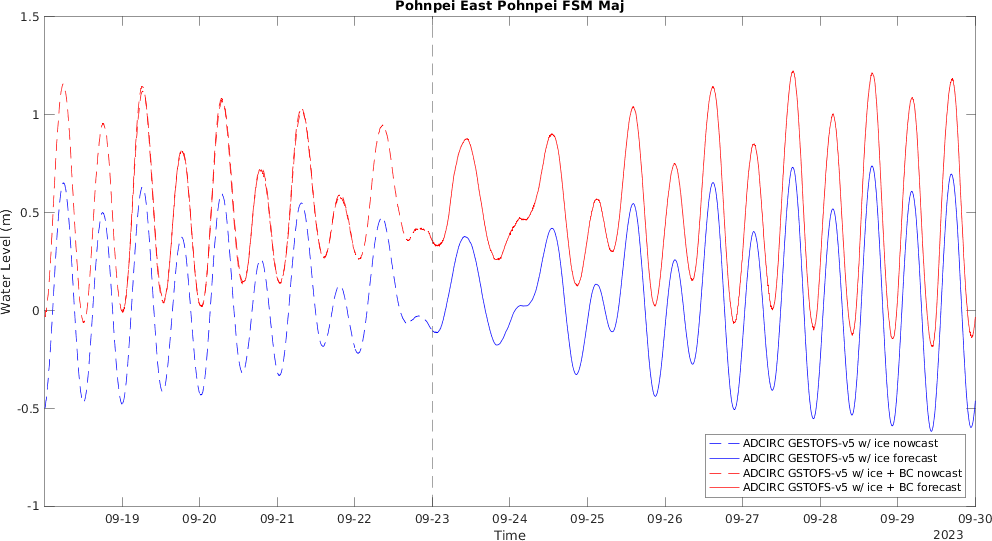 Pohnpei East Pohnpei FSM Maj
Water Level (m)
1.5
1
0.5
0
-0.5
-1
ADCIRC GESTOFS-v5 w/ ice nowcast
ADCIRC GESTOFS-v5 w/ ice forecast
ADCIRC GSTOFS-v5 w/ ice + BC nowcast
ADCIRC GSTOFS-v5 w/ ice + BC forecast
09-19 09-20 09-21 09-22 09-23 09-24 09-25 09-26 09-27 09-28 09-29 09-30
Time
2023